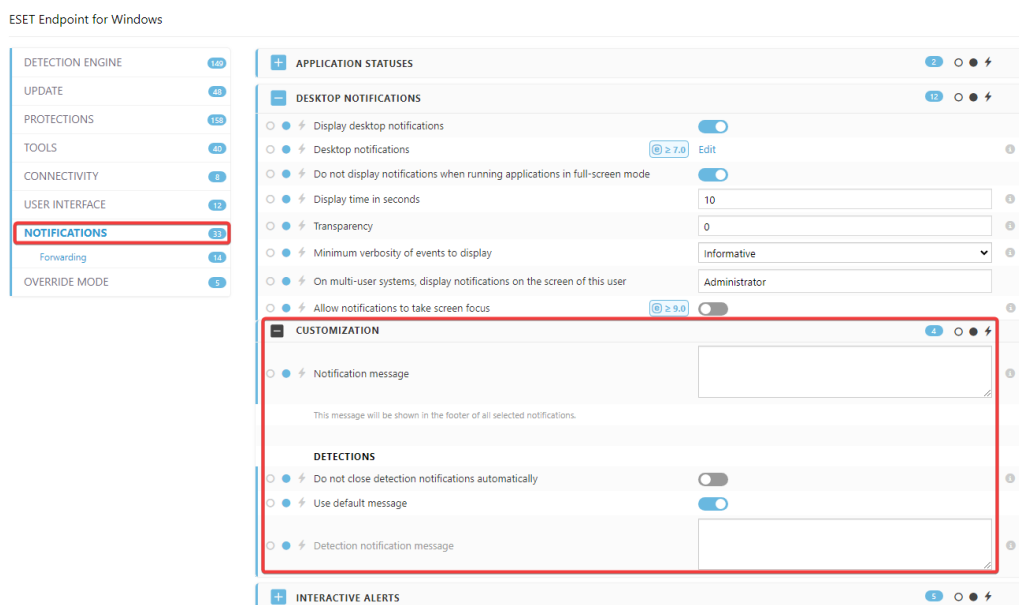 ESET Endpoint for Windows
DETECTION ENGINE 149
UPDATE 48
PROTECTIONS 158
TOOLS 40
CONNECTIVITY 8
USER INTERFACE 12
NOTIFICATIONS 33
Forwarding 14
OVERRIDE MODE 5
APPLICATION STATUSES 2
DESKTOP NOTIFICATIONS 12
Display desktop notifications
Desktop notifications ≥ 7.0 Edit
Do not display notifications when running applications in full-screen mode
Display time in seconds 10
Transparency 0
Minimum verbosity of events to display Informative
On multi-user systems, display notifications on the screen of this user Administrator
Allow notifications to take screen focus ≥ 9.0
CUSTOMIZATION 4
Notification message
This message will be shown in the footer of all selected notifications.
DETECTIONS
Do not close detection notifications automatically
Use default message
Detection notification message
INTERACTIVE ALERTS 5